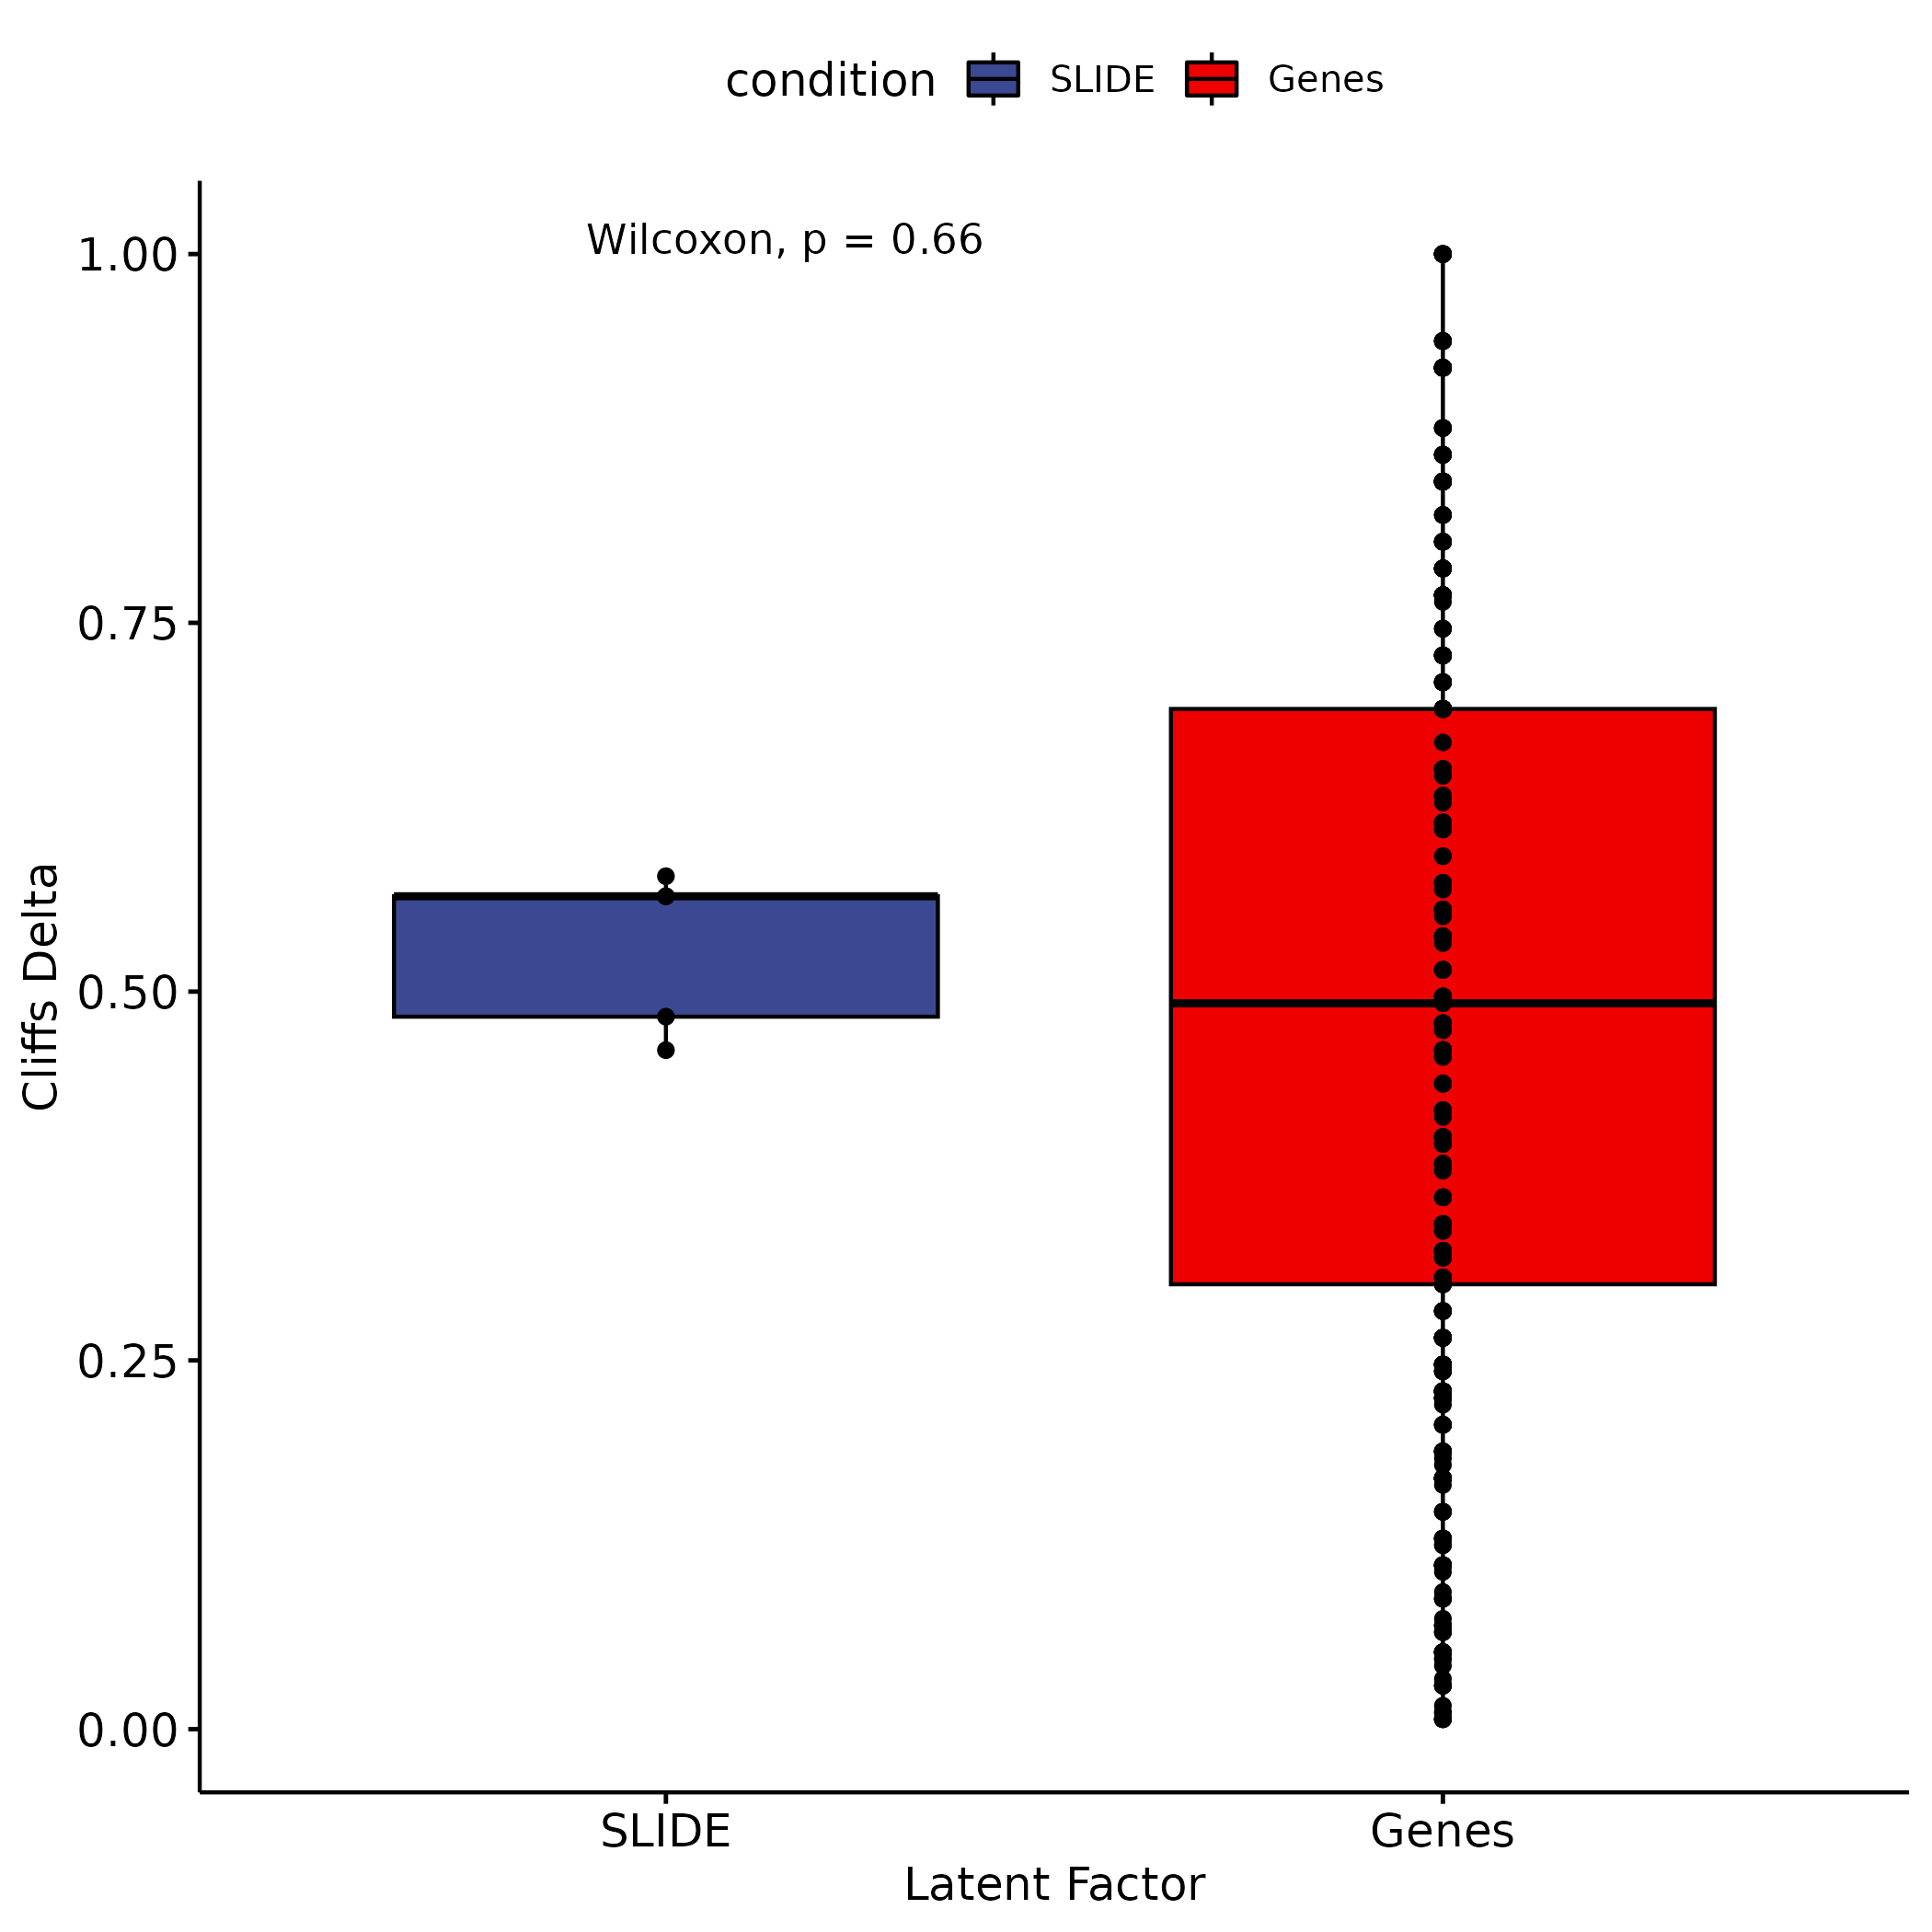 condition SLIDE Genes
Wilcoxon, p = 0.66
1.00
0.75
0.50
0.25
0.00
Cliffs Delta
SLIDE Genes
Latent Factor